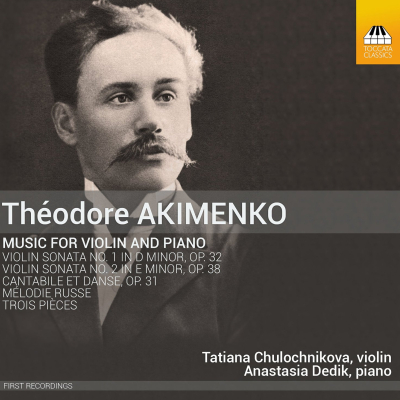 TOCCATA
CLASSICS
Théodore AKIMENKO
MUSIC FOR VIOLIN AND PIANO
VIOLIN SONATA NO. 1 IN D MINOR, OP. 32
VIOLIN SONATA NO. 2 IN E MINOR, OP. 38
CANTABILE ET DANSE, OP. 31
MÉLODIE RUSSE
TROIS PIÈCES
Tatiana Chulochnikova, violin
Anastasia Dedik, piano
FIRST RECORDINGS